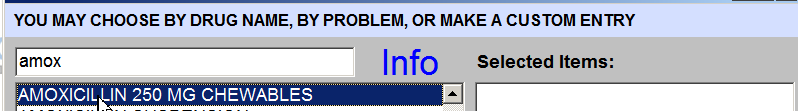 YOU MAY CHOOSE BY DRUG NAME, BY PROBLEM, OR MAKE A CUSTOM ENTRY
amox
Info
Selected Items:
AMOXICILLIN 250 MG CHEWABLES